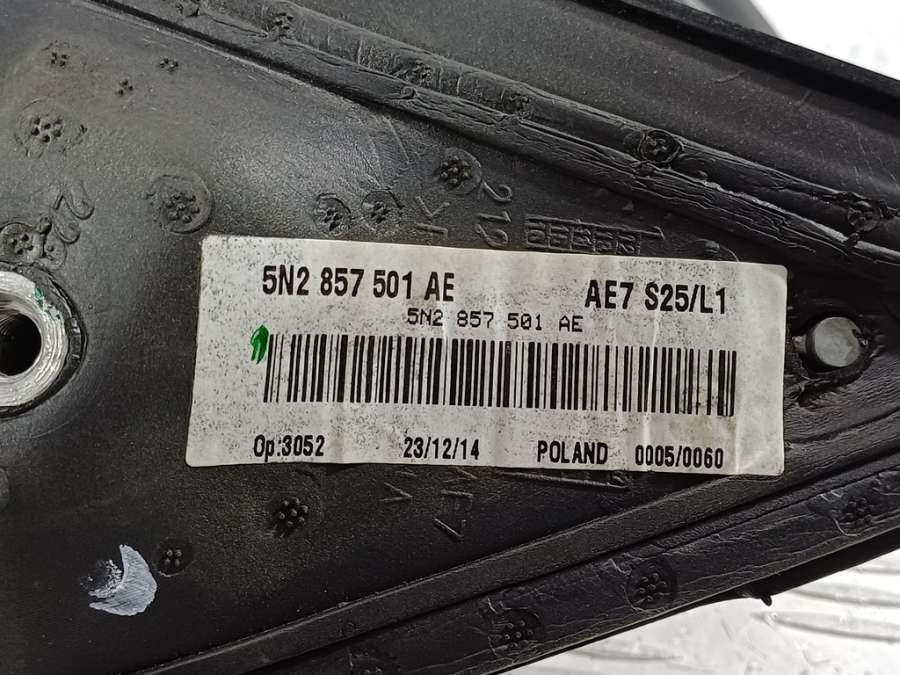 212
5N2 857 501 AE AE7 S25/L1
5N2 857 501 AE
Op:3052 23/12/14 POLAND 0005/0060